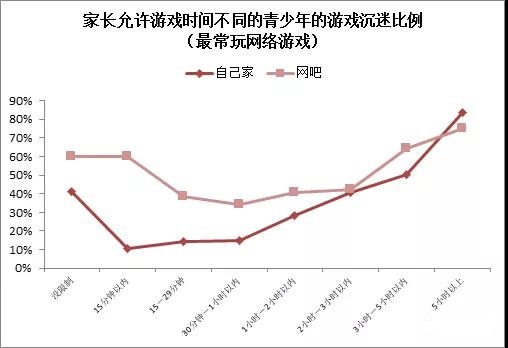 家长允许游戏时间不同的青少年的游戏沉迷比例
（最常玩网络游戏）
自己家 网吧
90%
80%
70%
60%
50%
40%
30%
20%
10%
0%
没限制
15分钟以内
15－29分钟
30分钟－1小时以内
1小时－2小时以内
2小时－3小时以内
3小时－5小时以内
5小时以上